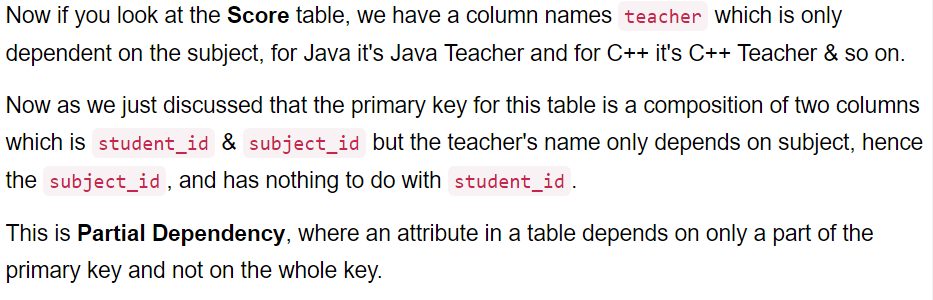 Now if you look at the Score table, we have a column names teacher which is only
dependent on the subject, for Java it's Java Teacher and for C++ it's C++ Teacher & so on.
Now as we just discussed that the primary key for this table is a composition of two columns
which is student_id & subject_id but the teacher's name only depends on subject, hence
the subject_id, and has nothing to do with student_id.
This is Partial Dependency, where an attribute in a table depends on only a part of the
primary key and not on the whole key.